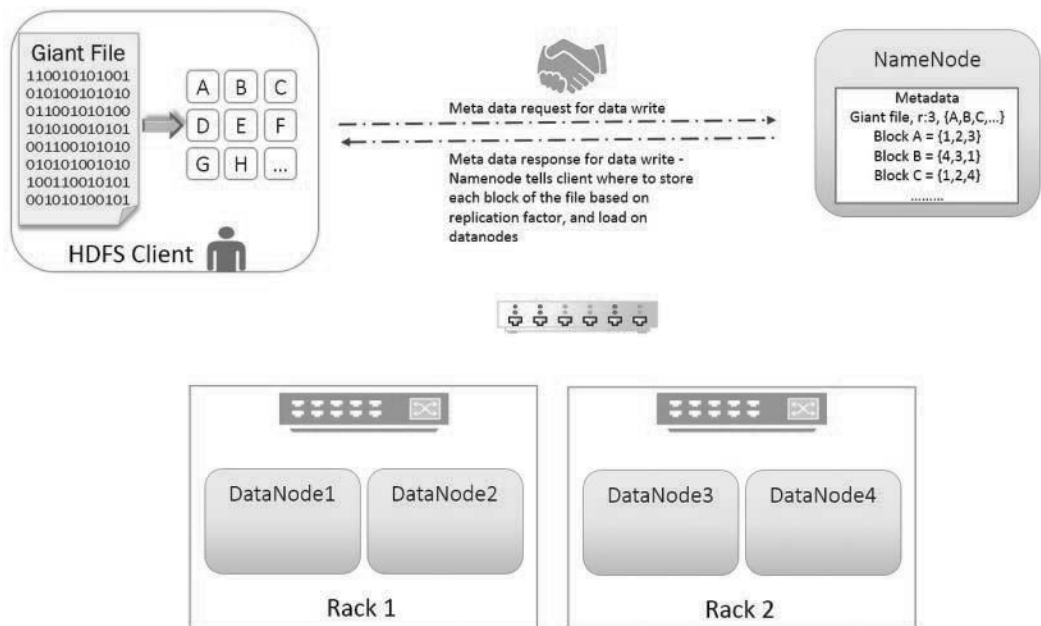 Giant File
110010101001
010100101010
011001010100
101010010101
001100101010
010101001010
100110010101
001010100101
A B C
D E F
G H ...
HDFS Client
Meta data request for data write
Meta data response for data write -
Namenode tells client where to store
each block of the file based on
replication factor, and load on
datanodes
NameNode
Metadata
Giant file, r:3, {A,B,C,...}
Block A = {1,2,3}
Block B = {4,3,1}
Block C = {1,2,4}
.........
DataNode1 DataNode2
Rack 1
DataNode3 DataNode4
Rack 2